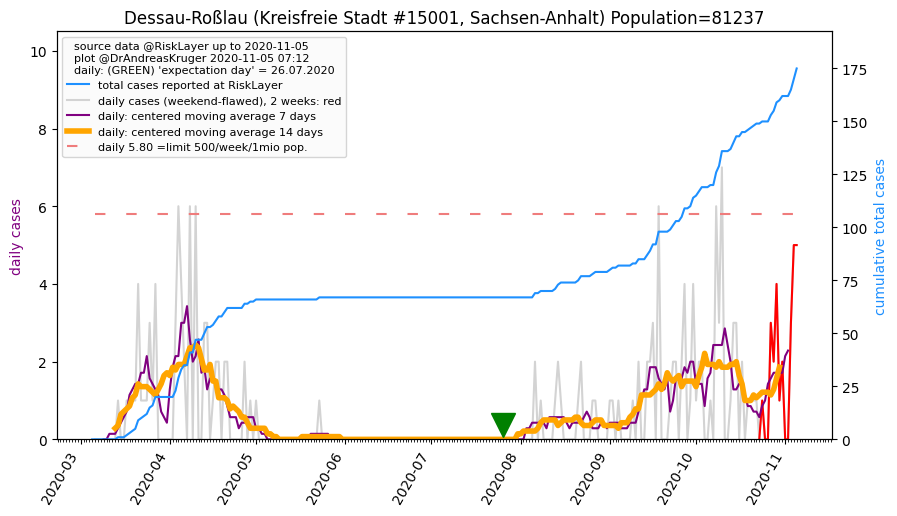 Dessau-Roßlau (Kreisfreie Stadt #15001, Sachsen-Anhalt) Population=81237
source data @RiskLayer up to 2020-11-05
plot @DrAndreasKruger 2020-11-05 07:12
daily: (GREEN) 'expectation day' = 26.07.2020
total cases reported at RiskLayer
daily cases (weekend-flawed), 2 weeks: red
daily: centered moving average 7 days
daily: centered moving average 14 days
daily 5.80 =limit 500/week/1mio pop.
daily cases
10
8
6
4
2
0
cumulative total cases
175
150
125
100
75
50
25
0
2020-03
2020-04
2020-05
2020-06
2020-07
2020-08
2020-09
2020-10
2020-11